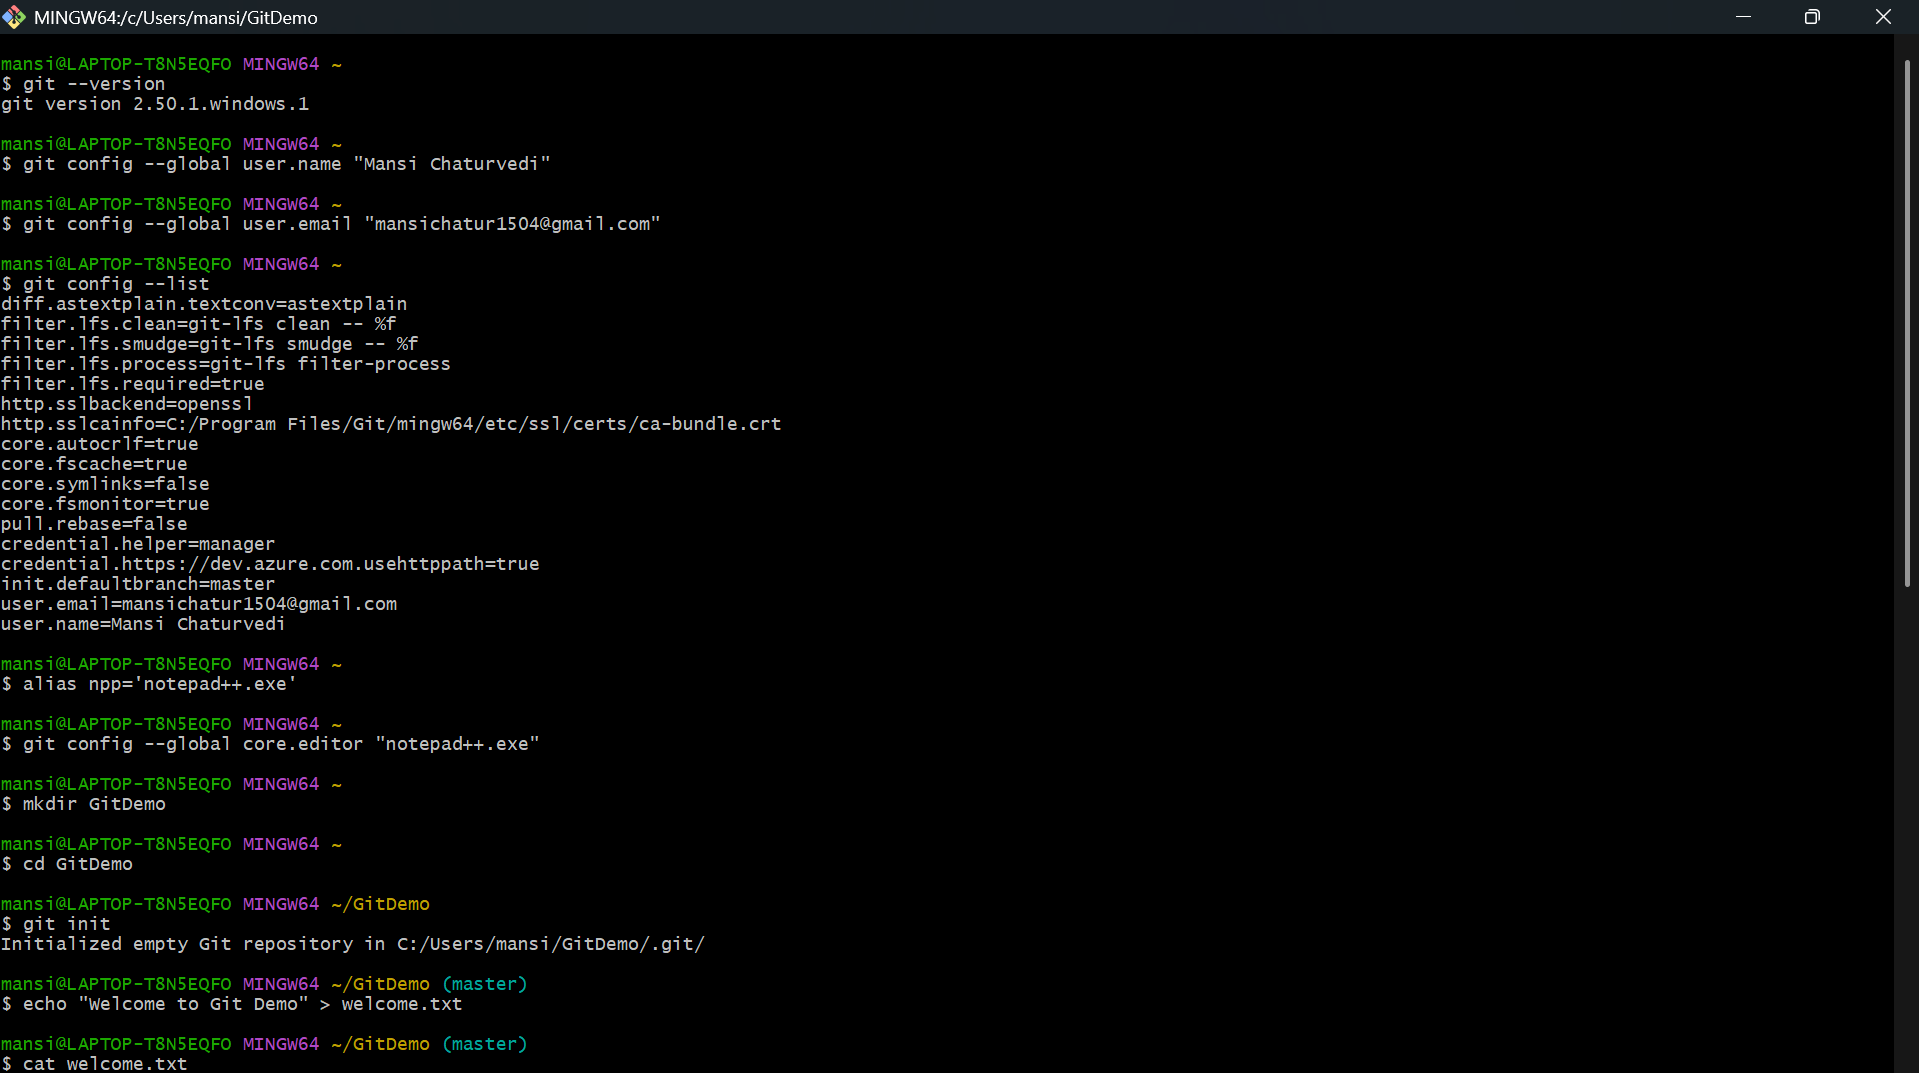 MINGW64:/c/Users/mansi/GitDemo
mansi@LAPTOP-T8N5EQFO MINGW64 ~
$ git --version
git version 2.50.1.windows.1
mansi@LAPTOP-T8N5EQFO MINGW64 ~
$ git config --global user.name "Mansi Chaturvedi"
mansi@LAPTOP-T8N5EQFO MINGW64 ~
$ git config --global user.email "mansichatur1504@gmail.com"
mansi@LAPTOP-T8N5EQFO MINGW64 ~
$ git config --list
diff.astextplain.textconv=astextplain
filter.lfs.clean=git-lfs clean -- %f
filter.lfs.smudge=git-lfs smudge -- %f
filter.lfs.process=git-lfs filter-process
filter.lfs.required=true
http.sslbackend=openssl
http.sslcainfo=C:/Program Files/Git/mingw64/etc/ssl/certs/ca-bundle.crt
core.autocrlf=true
core.fscache=true
core.symlinks=false
core.fsmonitor=true
pull.rebase=false
credential.helper=manager
credential.https://dev.azure.com.usehttppath=true
init.defaultbranch=master
user.email=mansichatur1504@gmail.com
user.name=Mansi Chaturvedi
mansi@LAPTOP-T8N5EQFO MINGW64 ~
$ alias npp='notepad++.exe'
mansi@LAPTOP-T8N5EQFO MINGW64 ~
$ git config --global core.editor "notepad++.exe"
mansi@LAPTOP-T8N5EQFO MINGW64 ~
$ mkdir GitDemo
mansi@LAPTOP-T8N5EQFO MINGW64 ~
$ cd GitDemo
mansi@LAPTOP-T8N5EQFO MINGW64 ~/GitDemo
$ git init
Initialized empty Git repository in C:/Users/mansi/GitDemo/.git/
mansi@LAPTOP-T8N5EQFO MINGW64 ~/GitDemo (master)
$ echo "Welcome to Git Demo" > welcome.txt
mansi@LAPTOP-T8N5EQFO MINGW64 ~/GitDemo (master)
$ cat welcome.txt